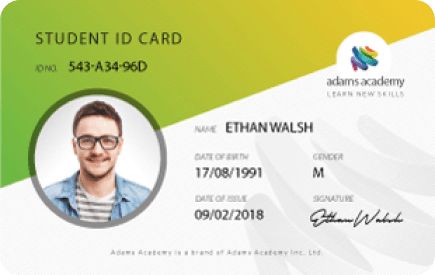 STUDENT ID CARD
ID NO. 543-A34-96D
adams academy
LEARN NEW SKILLS
NAME ETHAN WALSH
DATE OF BIRTH GENDER
17/08/1991 M
DATE OF ISSUE SIGNATURE
09/02/2018 Ethan Walsh
Adams Academy is a brand of Adams Academy Inc. Ltd.